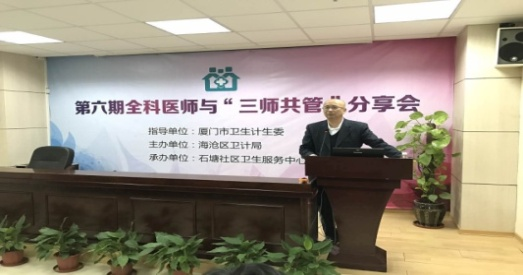 第六期全科医师与“三师共管”分享会
指导单位：厦门市卫生计生委
主办单位：海沧区卫计局
承办单位：石塘社区卫生服务中心